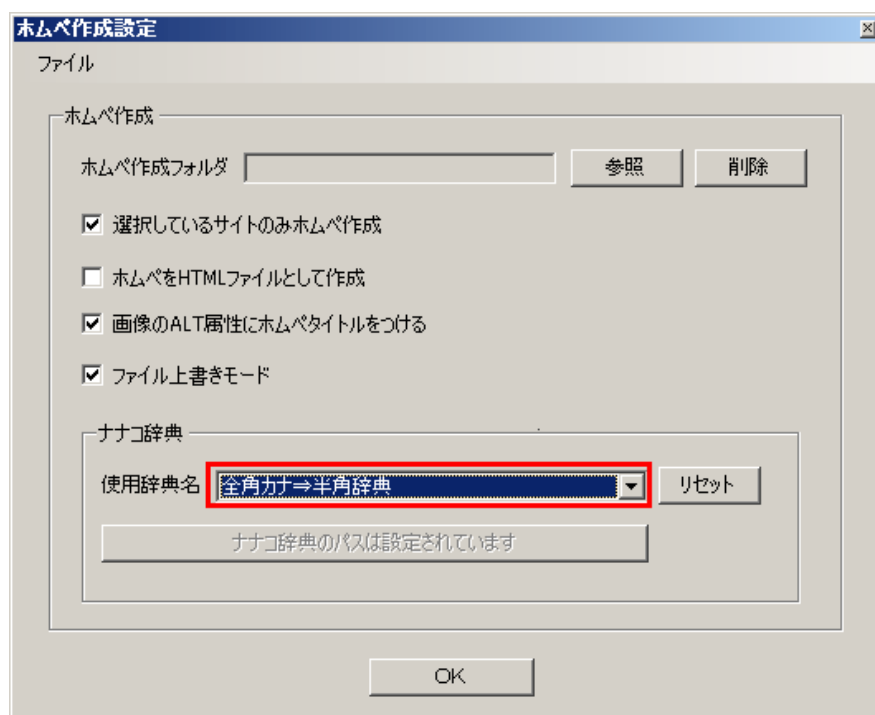 ホムペ作成設定
ファイル
ホムペ作成
ホムペ作成フォルダ 参照 削除
選択しているサイトのみホムペ作成
ホムペをHTMLファイルとして作成
画像のALT属性にホムペタイトルをつける
ファイル上書きモード
ナナコ辞典
使用辞典名 全角カナ⇒半角辞典 リセット
ナナコ辞典のパスは設定されています
OK